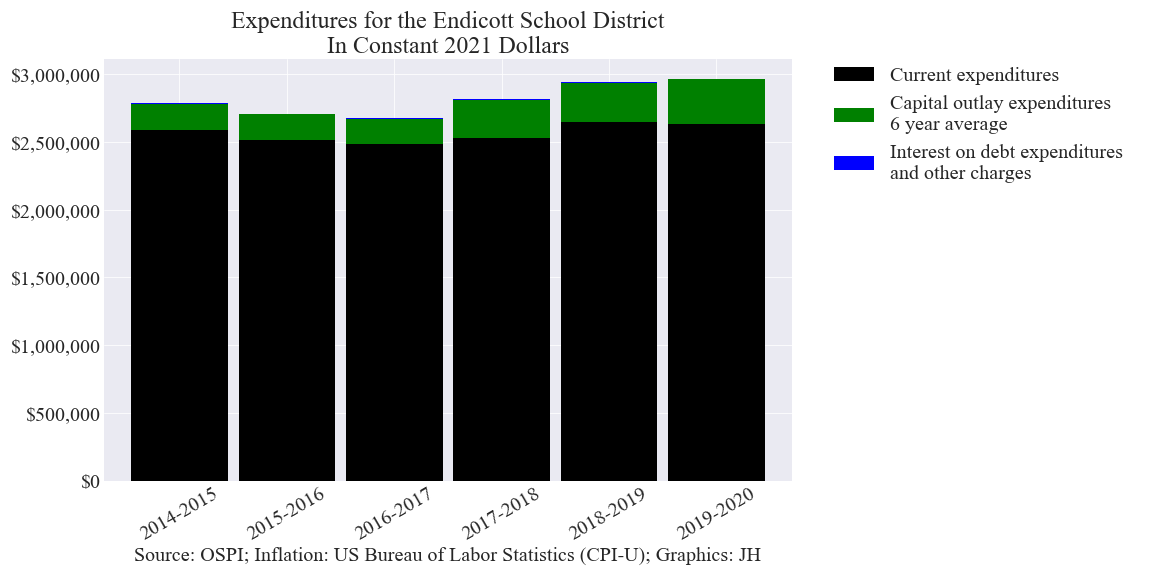 Expenditures for the Endicott School District
In Constant 2021 Dollars
$3,000,000
$2,500,000
$2,000,000
$1,500,000
$1,000,000
$500,000
$0
2014-2015
2015-2016
2016-2017
2017-2018
2018-2019
2019-2020
Source: OSPI; Inflation: US Bureau of Labor Statistics (CPI-U); Graphics: JH
Current expenditures
Capital outlay expenditures
6 year average
Interest on debt expenditures
and other charges